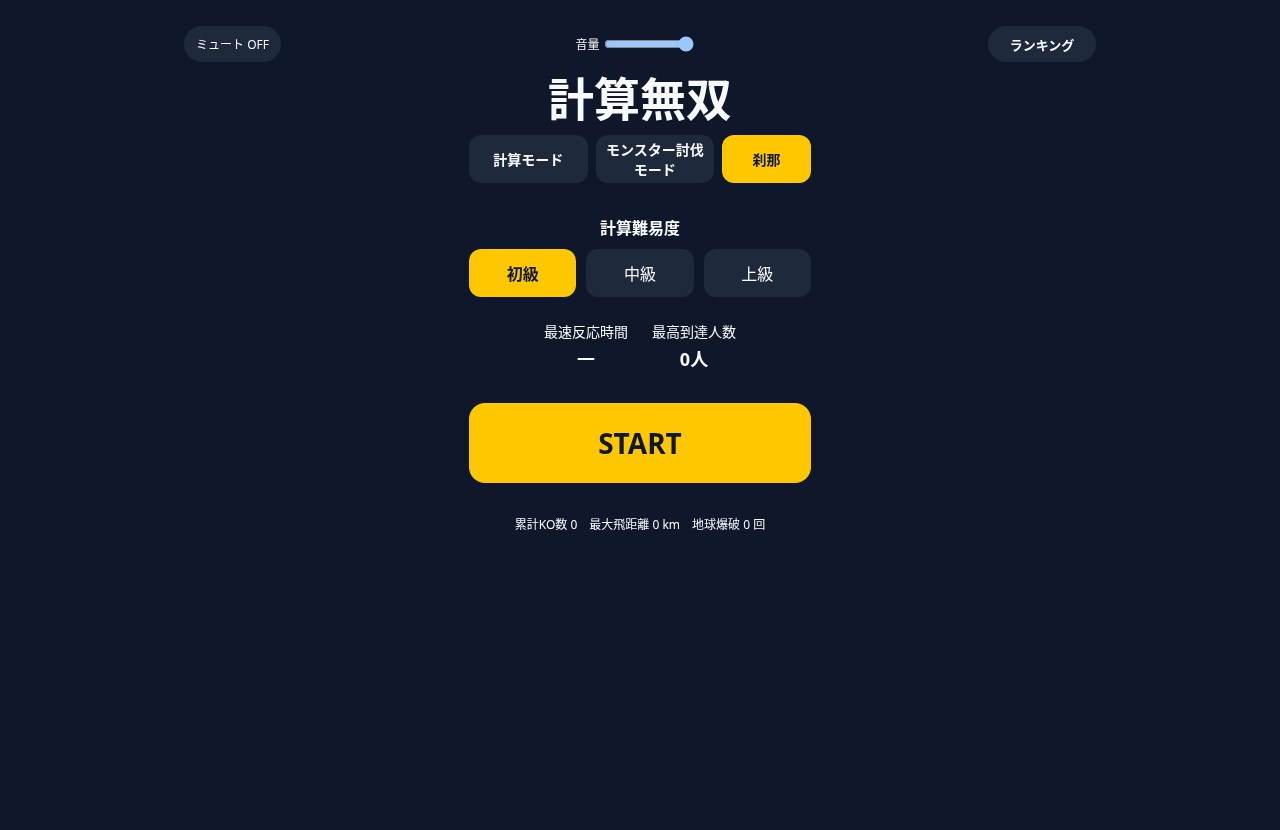 ミュート OFF
音量
ランキング
計算無双
計算モード
モンスター討伐
モード
刹那
計算難易度
初級
中級
上級
最速反応時間
最高到達人数
—
0人
START
累計KO数 0 最大飛距離 0 km 地球爆破 0 回